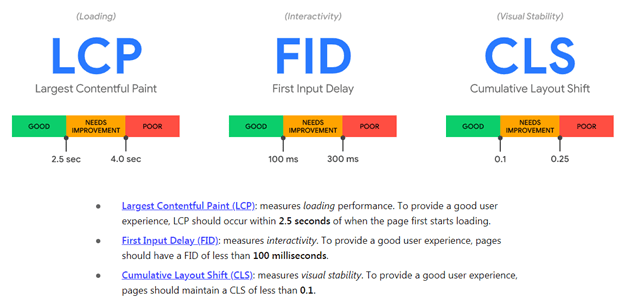 (Loading)
(Interactivity)
(Visual Stability)
LCP
FID
CLS
Largest Contentful Paint
First Input Delay
Cumulative Layout Shift
GOOD
NEEDS
IMPROVEMENT
POOR
GOOD
NEEDS
IMPROVEMENT
POOR
GOOD
NEEDS
IMPROVEMENT
POOR
2.5 sec
4.0 sec
100 ms
300 ms
0.1
0.25
● Largest Contentful Paint (LCP): measures loading performance. To provide a good user
experience, LCP should occur within 2.5 seconds of when the page first starts loading.
● First Input Delay (FID): measures interactivity. To provide a good user experience, pages
should have a FID of less than 100 milliseconds.
● Cumulative Layout Shift (CLS): measures visual stability. To provide a good user experience,
pages should maintain a CLS of less than 0.1.